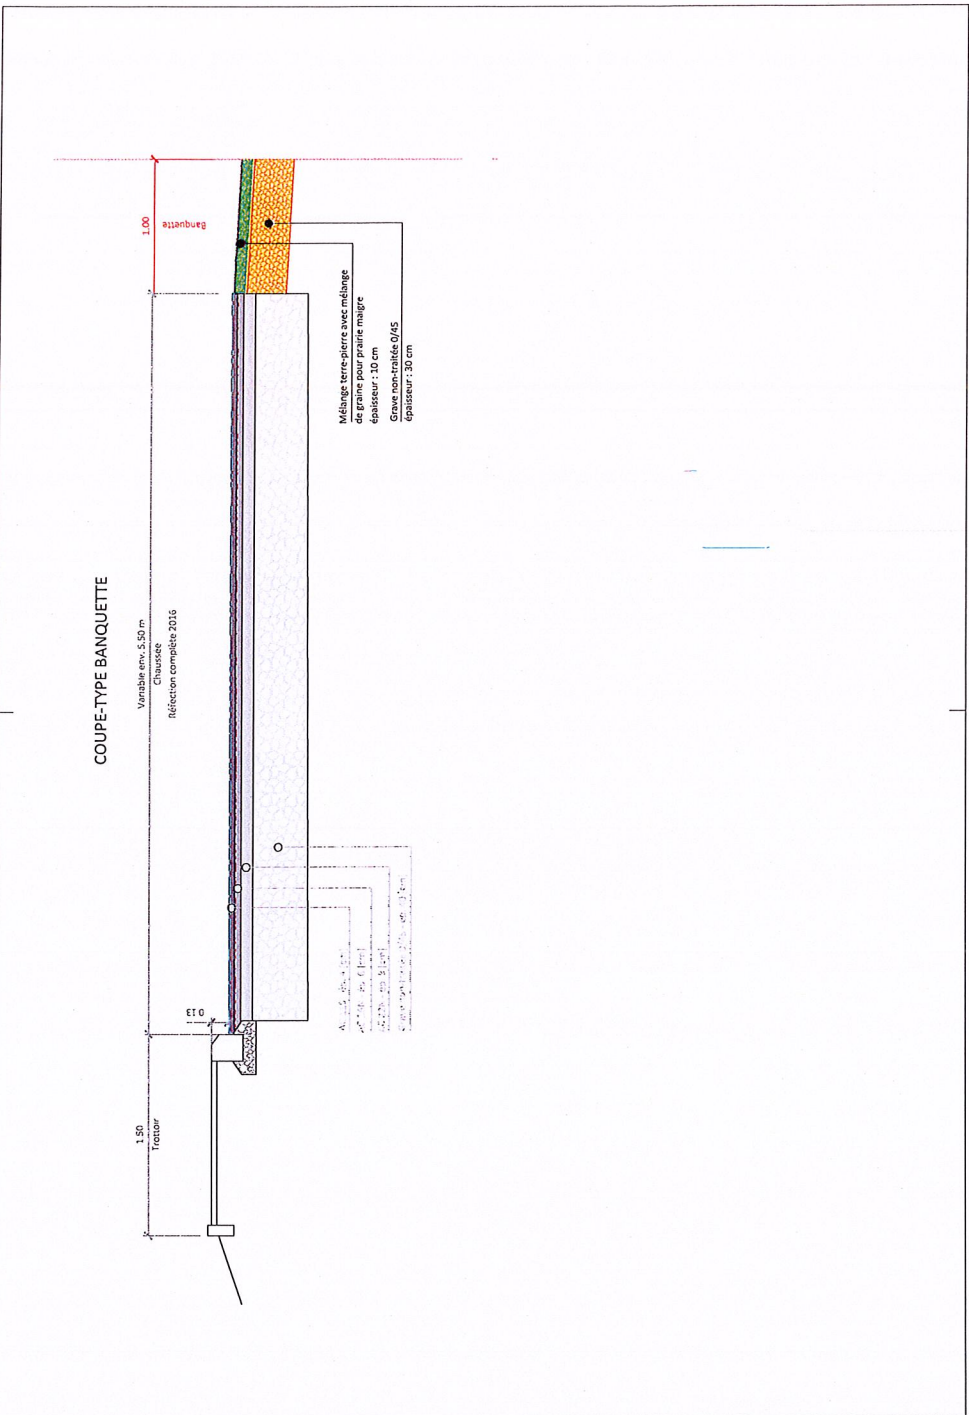 COUPE-TYPE BANQUETTE
Variable env. 5.50 m
Chaussée
Réfection complète 2016
1.50
Trottoir
0.13
1.00
Banquette
Mélange terre-pierre avec mélange
de graine pour prairie maigre
épaisseur : 10 cm
Grave non-traitée 0/45
épaisseur : 30 cm